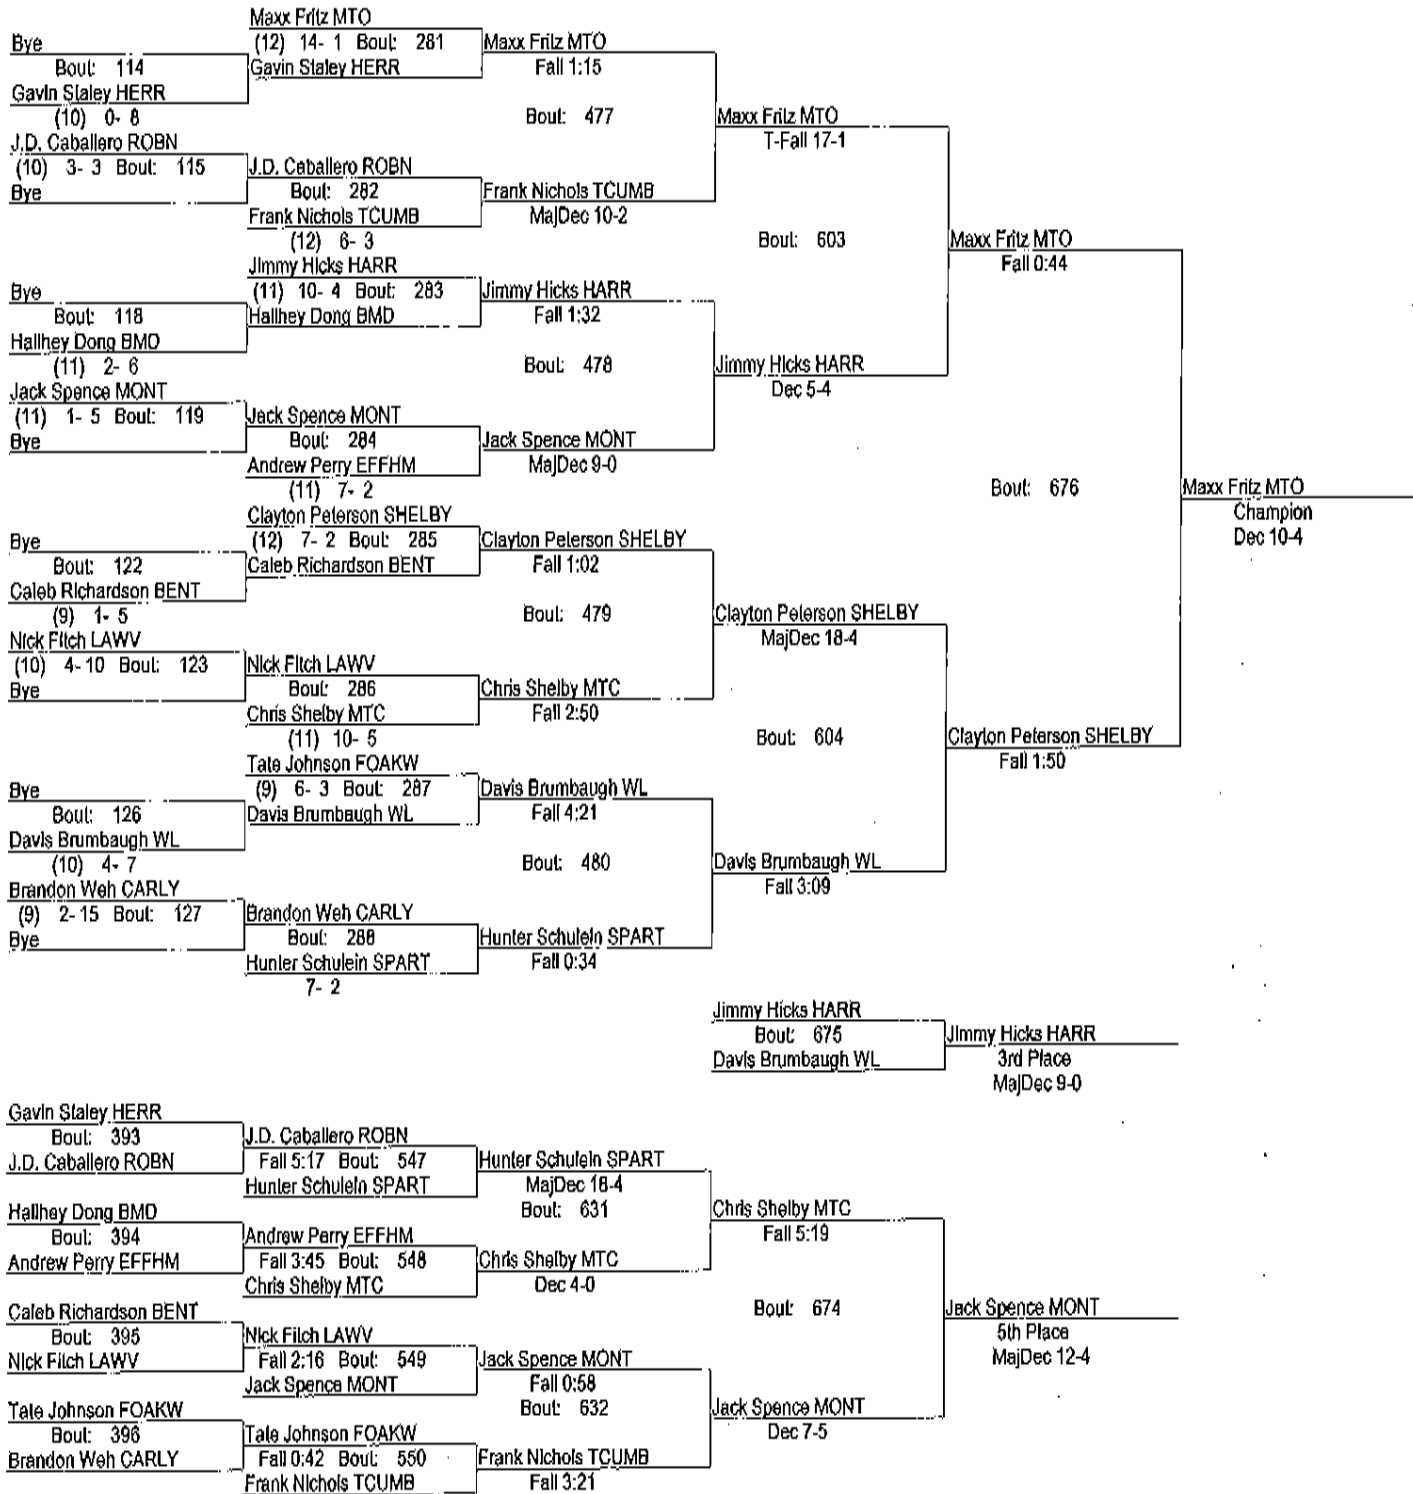 Maxx Fritz MTO
Bye
(12) 14- 1 Bout: 281
Maxx Fritz MTO
Bout: 114
Gavin Staley HERR
Fall 1:15
Gavin Staley HERR
(10) 0- 8
Bout: 477
Maxx Fritz MTO
J.D. Caballero ROBN
T-Fall 17-1
(10) 3- 3 Bout: 115
J.D. Caballero ROBN
Bye
Bout: 282
Frank Nichols TCUMB
Frank Nichols TCUMB
MajDec 10-2
(12) 6- 3
Bout: 603
Maxx Fritz MTO
Fall 0:44
Jimmy Hicks HARR
Bye
(11) 10- 4 Bout: 283
Jimmy Hicks HARR
Bout: 118
Hallhey Dong BMD
Fall 1:32
Hallhey Dong BMD
(11) 2- 6
Bout: 478
Jimmy Hicks HARR
Jack Spence MONT
Dec 5-4
(11) 1- 5 Bout: 119
Jack Spence MONT
Bye
Bout: 284
Jack Spence MONT
Andrew Perry EFFHM
MajDec 9-0
(11) 7- 2
Bout: 676
Maxx Fritz MTO
Champion
Dec 10-4
Clayton Peterson SHELBY
Bye
(12) 7- 2 Bout: 285
Clayton Peterson SHELBY
Bout: 122
Caleb Richardson BENT
Fall 1:02
Caleb Richardson BENT
(9) 1- 5
Bout: 479
Clayton Peterson SHELBY
Nick Fitch LAWV
MajDec 18-4
(10) 4- 10 Bout: 123
Nick Fitch LAWV
Bye
Bout: 286
Chris Shelby MTC
Chris Shelby MTC
Fall 2:50
(11) 10- 5
Bout: 604
Clayton Peterson SHELBY
Fall 1:50
Tate Johnson FOAKW
Bye
(9) 6- 3 Bout: 287
Davis Brumbaugh WL
Bout: 126
Davis Brumbaugh WL
Fall 4:21
Davis Brumbaugh WL
(10) 4- 7
Bout: 480
Davis Brumbaugh WL
Brandon Weh CARLY
Fall 3:09
(9) 2- 15 Bout: 127
Brandon Weh CARLY
Bye
Bout: 288
Hunter Schulein SPART
Hunter Schulein SPART
Fall 0:34
7- 2
Jimmy Hicks HARR
Bout: 675
Jimmy Hicks HARR
Davis Brumbaugh WL
3rd Place
MajDec 9-0
Gavin Staley HERR
Bout: 393
J.D. Caballero ROBN
J.D. Caballero ROBN
Fall 5:17 Bout: 547
Hunter Schulein SPART
Hunter Schulein SPART
MajDec 16-4
Bout: 631
Hallhey Dong BMD
Chris Shelby MTC
Bout: 394
Andrew Perry EFFHM
Fall 5:19
Andrew Perry EFFHM
Fall 3:45 Bout: 548
Chris Shelby MTC
Chris Shelby MTC
Dec 4-0
Caleb Richardson BENT
Bout: 674
Jack Spence MONT
Bout: 395
Nick Fitch LAWV
5th Place
Nick Fitch LAWV
Fall 2:16 Bout: 549
Jack Spence MONT
MajDec 12-4
Jack Spence MONT
Fall 0:58
Tate Johnson FOAKW
Bout: 632
Jack Spence MONT
Bout: 396
Tate Johnson FOAKW
Dec 7-5
Brandon Weh CARLY
Fall 0:42 Bout: 550
Frank Nichols TCUMB
Frank Nichols TCUMB
Fall 3:21